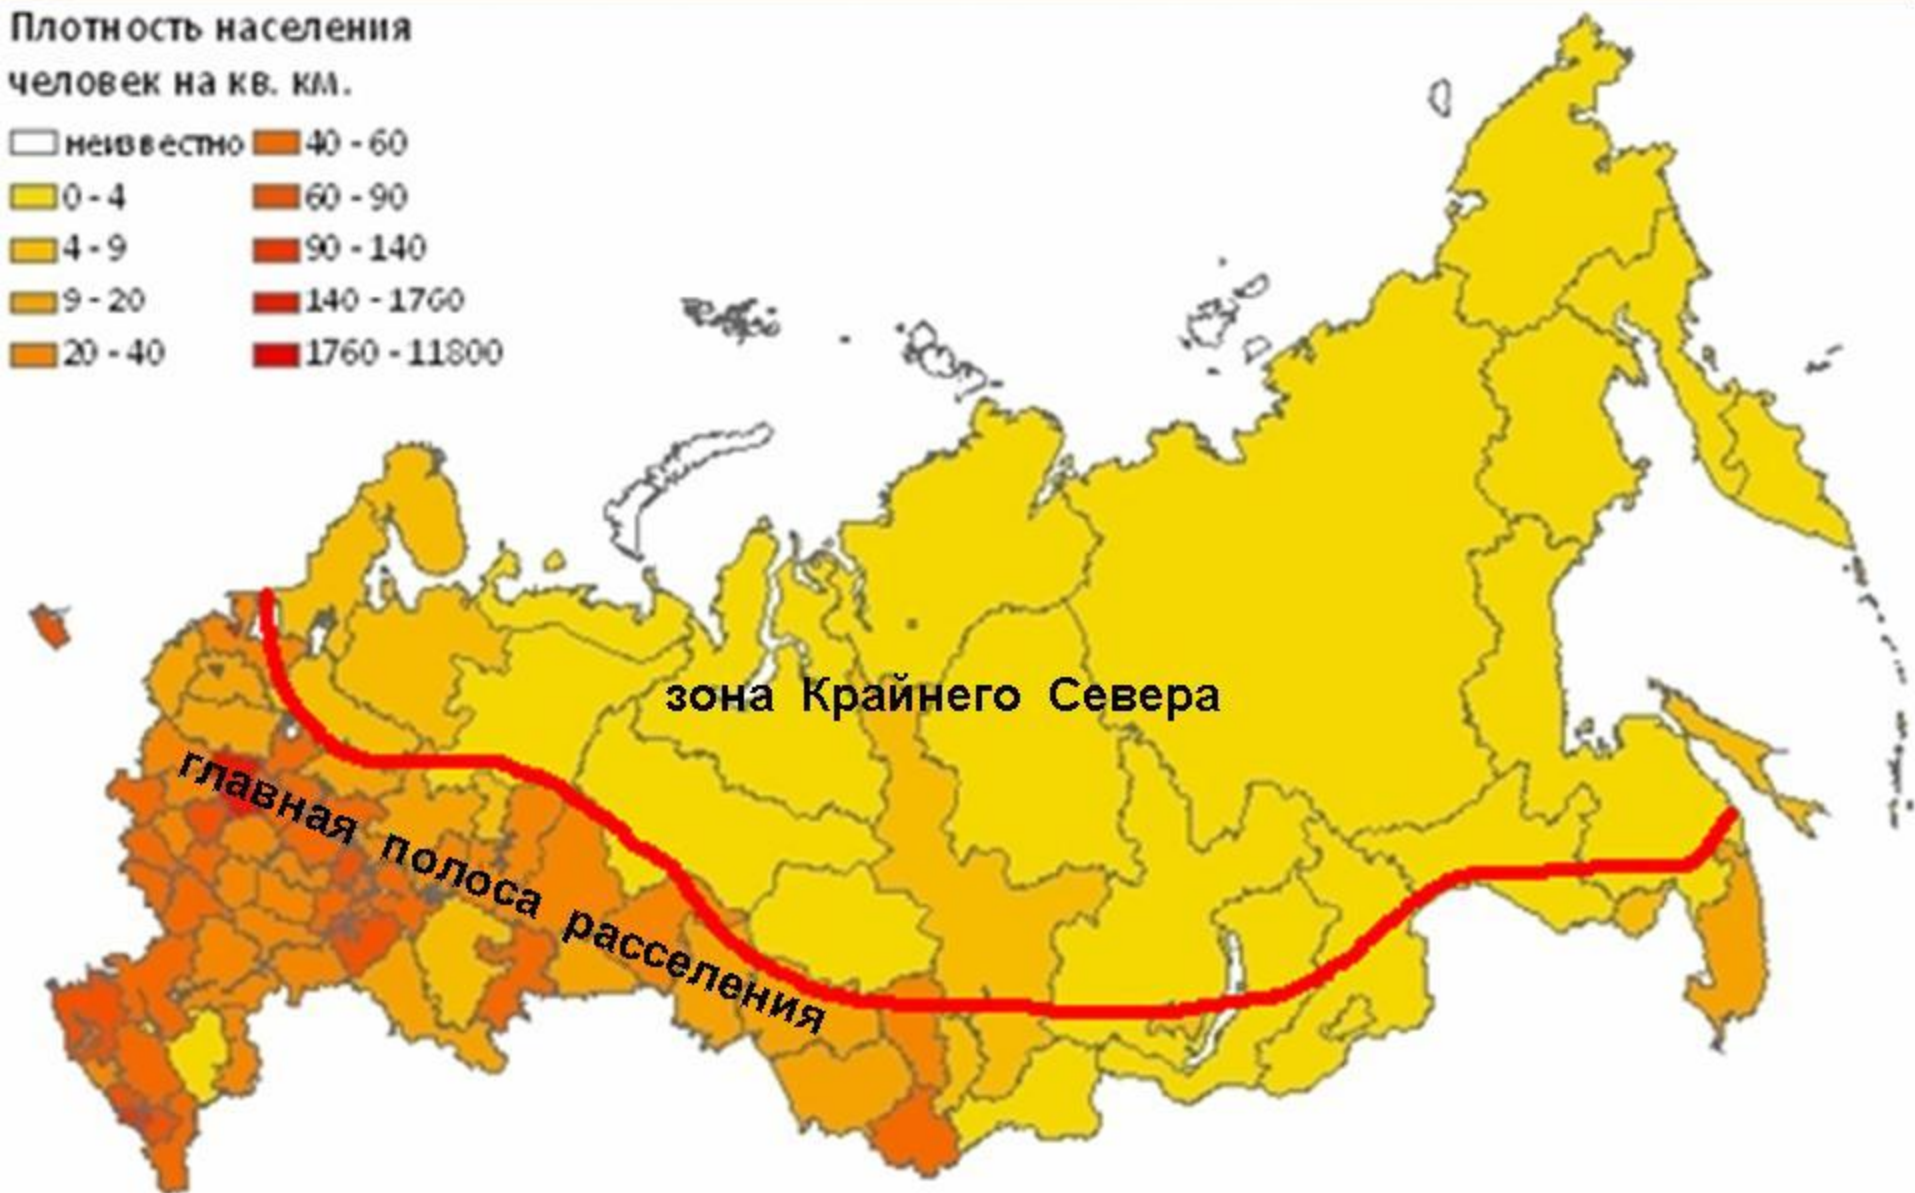 Плотность населения
человек на кв. км.
неизвестно
0 - 4
4 - 9
9 - 20
20 - 40
40 - 60
60 - 90
90 - 140
140 - 1760
1760 - 11800
зона Крайнего Севера
главная полоса расселения